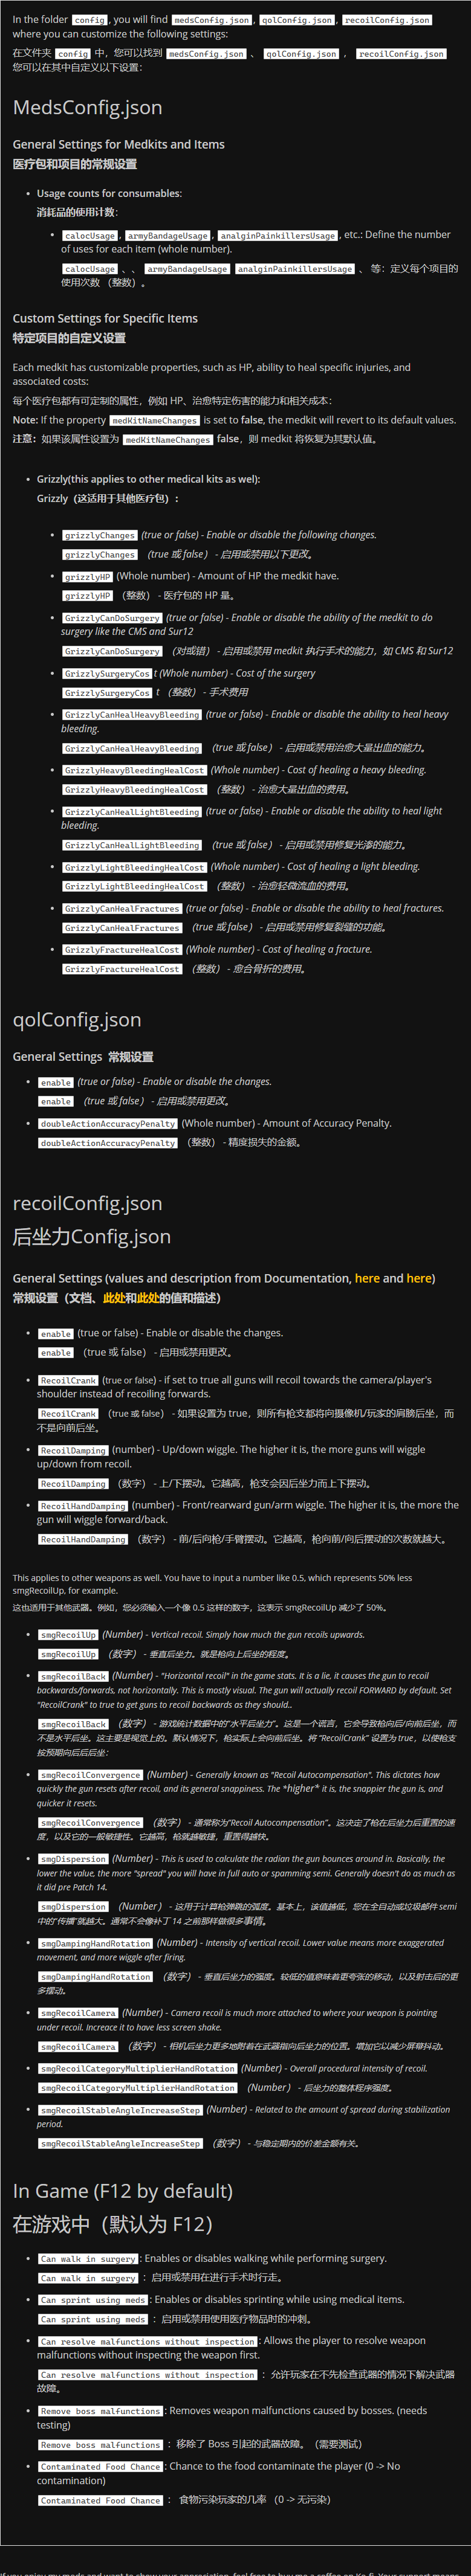 In the folder config, you will find medsConfig.json, qolConfig.json, recoilConfig.json
where you can customize the following settings:
在文件夹 config 中，您可以找到 medsConfig.json 、 qolConfig.json ， recoilConfig.json
您可以在其中自定义以下设置：
MedsConfig.json
General Settings for Medkits and Items
医疗包和项目的常规设置
Usage counts for consumables:
消耗品的使用计数：
calocUsage, armyBandageUsage, analginPainkillersUsage, etc.: Define the number
of uses for each item (whole number).
calocUsage 、、 armyBandageUsage analginPainkillersUsage 、 等：定义每个项目的
使用次数 （整数）。
Custom Settings for Specific Items
特定项目的自定义设置
Each medkit has customizable properties, such as HP, ability to heal specific injuries, and
associated costs:
每个医疗包都有可定制的属性，例如 HP、治愈特定伤害的能力和相关成本：
Note: If the property medKitNameChanges is set to false, the medkit will revert to its default values.
注意：如果该属性设置为 medKitNameChanges false，则 medkit 将恢复为其默认值。
Grizzly(this applies to other medical kits as wel):
Grizzly（这适用于其他医疗包）：
grizzlyChanges (true or false) - Enable or disable the following changes.
grizzlyChanges （true 或 false） - 启用或禁用以下更改。
grizzlyHP (Whole number) - Amount of HP the medkit have.
grizzlyHP （整数） - 医疗包的 HP 量。
GrizzlyCanDoSurgery (true or false) - Enable or disable the ability of the medkit to do
surgery like the CMS and Sur12
GrizzlyCanDoSurgery （对或错） - 启用或禁用 medkit 执行手术的能力，如 CMS 和 Sur12
GrizzlySurgeryCos t (Whole number) - Cost of the surgery
GrizzlySurgeryCos t （整数） - 手术费用
GrizzlyCanHealHeavyBleeding (true or false) - Enable or disable the ability to heal heavy
bleeding.
GrizzlyCanHealHeavyBleeding （true 或 false） - 启用或禁用治愈大量出血的能力。
GrizzlyHeavyBleedingHealCost (Whole number) - Cost of healing a heavy bleeding.
GrizzlyHeavyBleedingHealCost （整数） - 治愈大量出血的费用。
GrizzlyCanHealLightBleeding (true or false) - Enable or disable the ability to heal light
bleeding.
GrizzlyCanHealLightBleeding （true 或 false） - 启用或禁用修复光渗的能力。
GrizzlyLightBleedingHealCost (Whole number) - Cost of healing a light bleeding.
GrizzlyLightBleedingHealCost （整数） - 治愈轻微流血的费用。
GrizzlyCanHealFractures (true or false) - Enable or disable the ability to heal fractures.
GrizzlyCanHealFractures （true 或 false） - 启用或禁用修复裂缝的功能。
GrizzlyFractureHealCost (Whole number) - Cost of healing a fracture.
GrizzlyFractureHealCost （整数） - 愈合骨折的费用。
qolConfig.json
General Settings 常规设置
enable (true or false) - Enable or disable the changes.
enable （true 或 false） - 启用或禁用更改。
doubleActionAccuracyPenalty (Whole number) - Amount of Accuracy Penalty.
doubleActionAccuracyPenalty （整数） - 精度损失的金额。
recoilConfig.json
后坐力Config.json
General Settings (values and description from Documentation, here and here)
常规设置（文档、此处和此处的值和描述）
enable (true or false) - Enable or disable the changes.
enable （true 或 false） - 启用或禁用更改。
RecoilCrank (true or false) - if set to true all guns will recoil towards the camera/player's
shoulder instead of recoiling forwards.
RecoilCrank （true 或 false） - 如果设置为 true，则所有枪支都将向摄像机/玩家的肩膀后坐，而
不是向前后坐。
RecoilDamping (number) - Up/down wiggle. The higher it is, the more guns will wiggle
up/down from recoil.
RecoilDamping （数字） - 上/下摆动。它越高，枪支会因后坐力而上下摆动。
RecoilHandDamping (number) - Front/rearward gun/arm wiggle. The higher it is, the more the
gun will wiggle forward/back.
RecoilHandDamping （数字） - 前/后向枪/手臂摆动。它越高，枪向前/向后摆动的次数就越大。
This applies to other weapons as well. You have to input a number like 0.5, which represents 50% less
smgRecoilUp, for example.
这也适用于其他武器。例如，您必须输入一个像 0.5 这样的数字，这表示 smgRecoilUp 减少了 50%。
smgRecoilUp (Number) - Vertical recoil. Simply how much the gun recoils upwards.
smgRecoilUp （数字） - 垂直后坐力。就是枪向上后坐的程度。
smgRecoilBack (Number) - "Horizontal recoil" in the game stats. It is a lie, it causes the gun to recoil
backwards/forwards, not horizontally. This is mostly visual. The gun will actually recoil FORWARD by default. Set
"RecoilCrank" to true to get guns to recoil backwards as they should..
smgRecoilBack （数字） - 游戏统计数据中的“水平后坐力”。这是一个谎言，它会导致枪向后/向前后坐，而
不是水平后坐。这主要是视觉上的。默认情况下，枪实际上会向前后坐。将 “RecoilCrank” 设置为 true，以使枪支
按预期向后后后坐：
smgRecoilConvergence (Number) - Generally known as "Recoil Autocompensation". This dictates how
quickly the gun resets after recoil, and its general snappiness. The *higher* it is, the snappier the gun is, and
quicker it resets.
smgRecoilConvergence （数字） - 通常称为“Recoil Autocompensation”。这决定了枪在后坐力后重置的速
度，以及它的一般敏捷性。它越高，枪就越敏捷，重置得越快。
smgDispersion (Number) - This is used to calculate the radian the gun bounces around in. Basically, the
lower the value, the more "spread" you will have in full auto or spamming semi. Generally doesn't do as much as
it did pre Patch 14.
smgDispersion （Number） - 这用于计算枪弹跳的弧度。基本上，该值越低，您在全自动或垃圾邮件 semi
中的“传播”就越大。通常不会像补丁 14 之前那样做很多事情。
smgDampingHandRotation (Number) - Intensity of vertical recoil. Lower value means more exaggerated
movement, and more wiggle after firing.
smgDampingHandRotation （数字） - 垂直后坐力的强度。较低的值意味着更夸张的移动，以及射击后的更
多摆动。
smgRecoilCamera (Number) - Camera recoil is much more attached to where your weapon is pointing
under recoil. Increace it to have less screen shake.
smgRecoilCamera （数字） - 相机后坐力更多地附着在武器指向后坐力的位置。增加它以减少屏幕抖动。
smgRecoilCategoryMultiplierHandRotation (Number) - Overall procedural intensity of recoil.
smgRecoilCategoryMultiplierHandRotation （Number） - 后坐力的整体程序强度。
smgRecoilStableAngleIncreaseStep (Number) - Related to the amount of spread during stabilization
period.
smgRecoilStableAngleIncreaseStep （数字） - 与稳定期内的价差金额有关。
In Game (F12 by default)
在游戏中（默认为 F12）
Can walk in surgery: Enables or disables walking while performing surgery.
Can walk in surgery ：启用或禁用在进行手术时行走。
Can sprint using meds: Enables or disables sprinting while using medical items.
Can sprint using meds ：启用或禁用使用医疗物品时的冲刺。
Can resolve malfunctions without inspection: Allows the player to resolve weapon
malfunctions without inspecting the weapon first.
Can resolve malfunctions without inspection ：允许玩家在不先检查武器的情况下解决武器
故障。
Remove boss malfunctions: Removes weapon malfunctions caused by bosses. (needs
testing)
Remove boss malfunctions ：移除了 Boss 引起的武器故障。（需要测试）
Contaminated Food Chance: Chance to the food contaminate the player (0 -> No
contamination)
Contaminated Food Chance ： 食物污染玩家的几率 （0 -> 无污染）